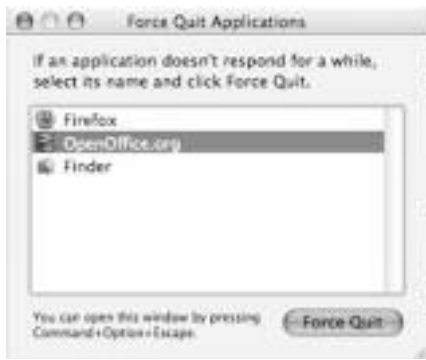 Force Quit Applications
If an application doesn't respond for a while,
select its name and click Force Quit.
Firefox
OpenOffice.org
Finder
You can open this window by pressing
Command+Option+Escape.
Force Quit